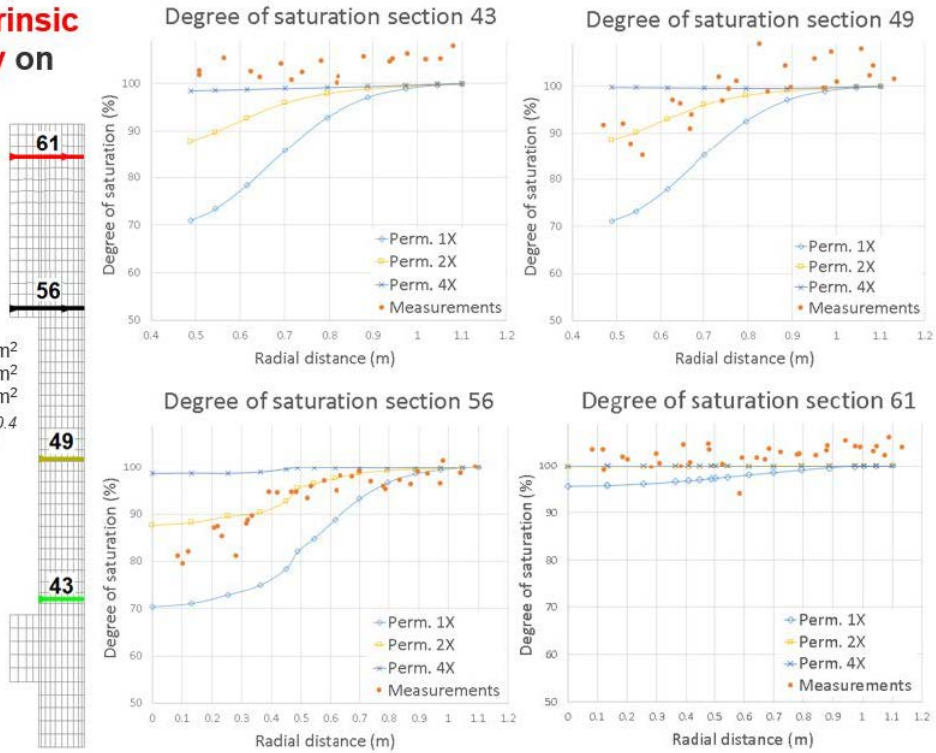 rinsic
y on
61
56
m²
m²
m²
0.4
49
43
Degree of saturation section 43
Degree of saturation (%)
100
90
80
70
60
50
0.4 0.5 0.6 0.7 0.8 0.9 1 1.1 1.2
Radial distance (m)
Perm. 1X
Perm. 2X
Perm. 4X
Measurements
Degree of saturation section 49
Degree of saturation (%)
100
90
80
70
60
50
0.4 0.5 0.6 0.7 0.8 0.9 1 1.1 1.2
Radial distance (m)
Perm. 1X
Perm. 2X
Perm. 4X
Measurements
Degree of saturation section 56
Degree of saturation (%)
100
90
80
70
60
50
0 0.1 0.2 0.3 0.4 0.5 0.6 0.7 0.8 0.9 1 1.1 1.2
Radial distance (m)
Perm. 1X
Perm. 2X
Perm. 4X
Measurements
Degree of saturation section 61
Degree of saturation (%)
100
90
80
70
60
50
0 0.1 0.2 0.3 0.4 0.5 0.6 0.7 0.8 0.9 1 1.1 1.2
Radial distance (m)
Perm. 1X
Perm. 2X
Perm. 4X
Measurements